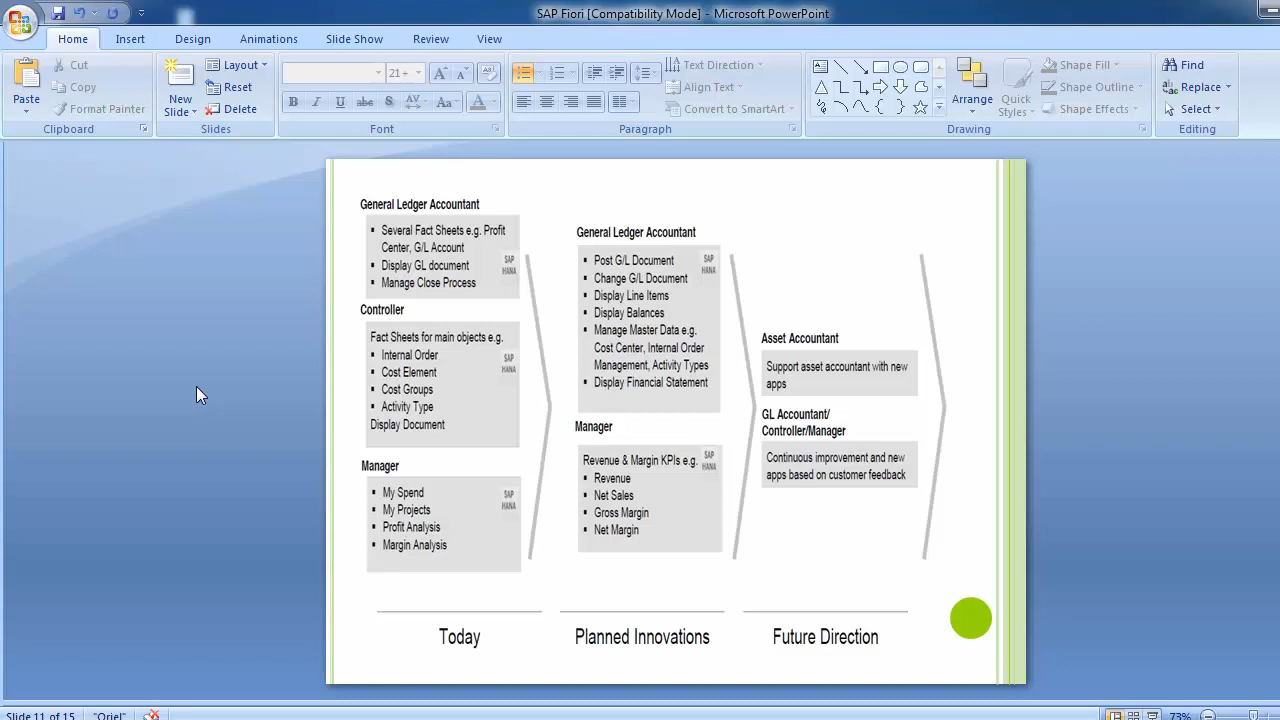 SAP Fiori [Compatibility Mode] - Microsoft PowerPoint
Home Insert Design Animations Slide Show Review View
Paste
Cut
Copy
Format Painter
Clipboard
New
Slide
Layout
Reset
Delete
Slides
21+
A A
B I U abc S AV Aa A
Font
Text Direction
Align Text
Convert to SmartArt
Paragraph
Arrange
Quick
Styles
Shape Fill
Shape Outline
Shape Effects
Drawing
Find
Replace
Select
Editing
General Ledger Accountant
▪ Several Fact Sheets e.g. Profit
Center, G/L Account
▪ Display GL document
▪ Manage Close Process
SAP
HANA
Controller
Fact Sheets for main objects e.g.
▪ Internal Order
▪ Cost Element
▪ Cost Groups
▪ Activity Type
Display Document
SAP
HANA
Manager
▪ My Spend
▪ My Projects
▪ Profit Analysis
▪ Margin Analysis
SAP
HANA
Today
General Ledger Accountant
▪ Post G/L Document
▪ Change G/L Document
▪ Display Line Items
▪ Display Balances
▪ Manage Master Data e.g.
Cost Center, Internal Order
Management, Activity Types
▪ Display Financial Statement
SAP
HANA
Manager
Revenue & Margin KPIs e.g.
▪ Revenue
▪ Net Sales
▪ Gross Margin
▪ Net Margin
SAP
HANA
Planned Innovations
Asset Accountant
Support asset accountant with new
apps
GL Accountant/
Controller/Manager
Continuous improvement and new
apps based on customer feedback
Future Direction
Slide 11 of 15 "Oriel" 73%